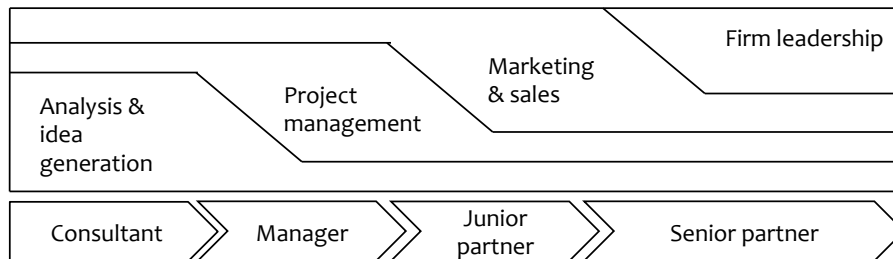 Firm leadership
Marketing
& sales
Project
management
Analysis &
idea
generation
Consultant
Manager
Junior
partner
Senior partner